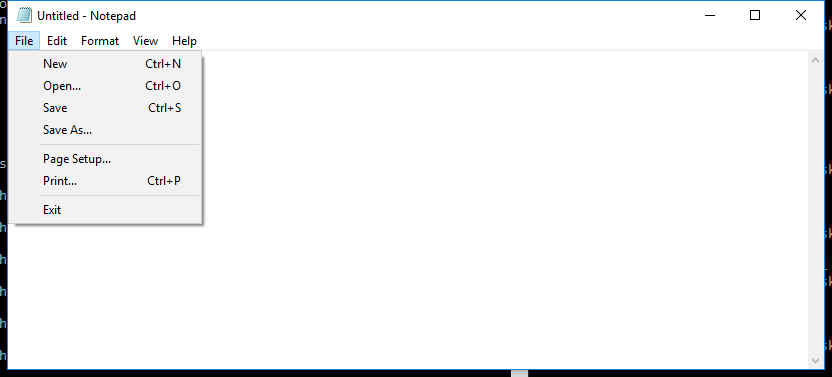 Untitled - Notepad
File Edit Format View Help
New Ctrl+N
Open... Ctrl+O
Save Ctrl+S
Save As...
Page Setup...
Print... Ctrl+P
Exit